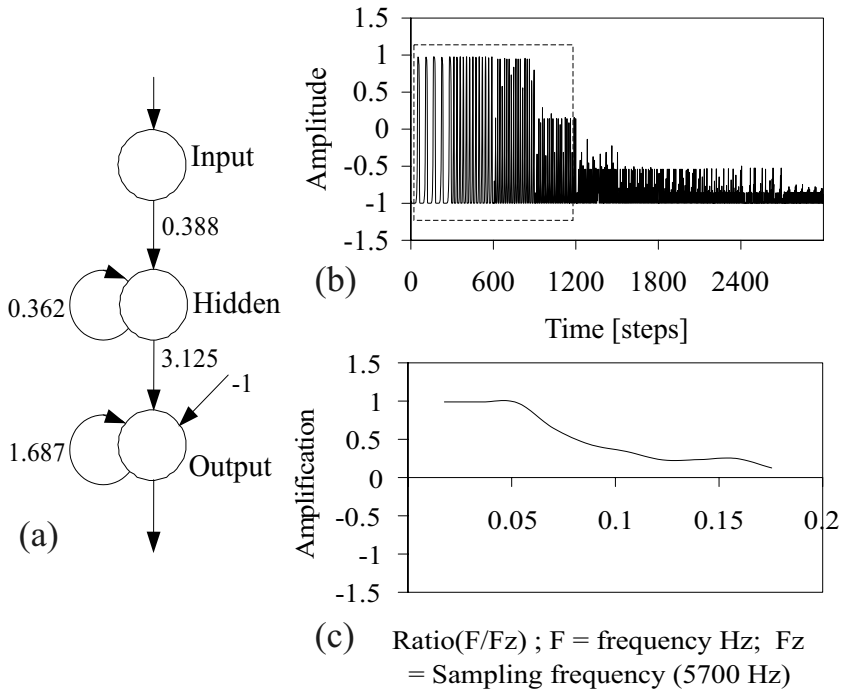 Input
0.388
0.362
Hidden
3.125
-1
1.687
Output
(a)
1.5
1
0.5
0
-0.5
-1
-1.5
Amplitude
0 600 1200 1800 2400
Time [steps]
(b)
1.5
1
0.5
0
-0.5
-1
-1.5
Amplification
0.05 0.1 0.15 0.2
(c)
Ratio(F/Fz) ; F = frequency Hz; Fz
= Sampling frequency (5700 Hz)